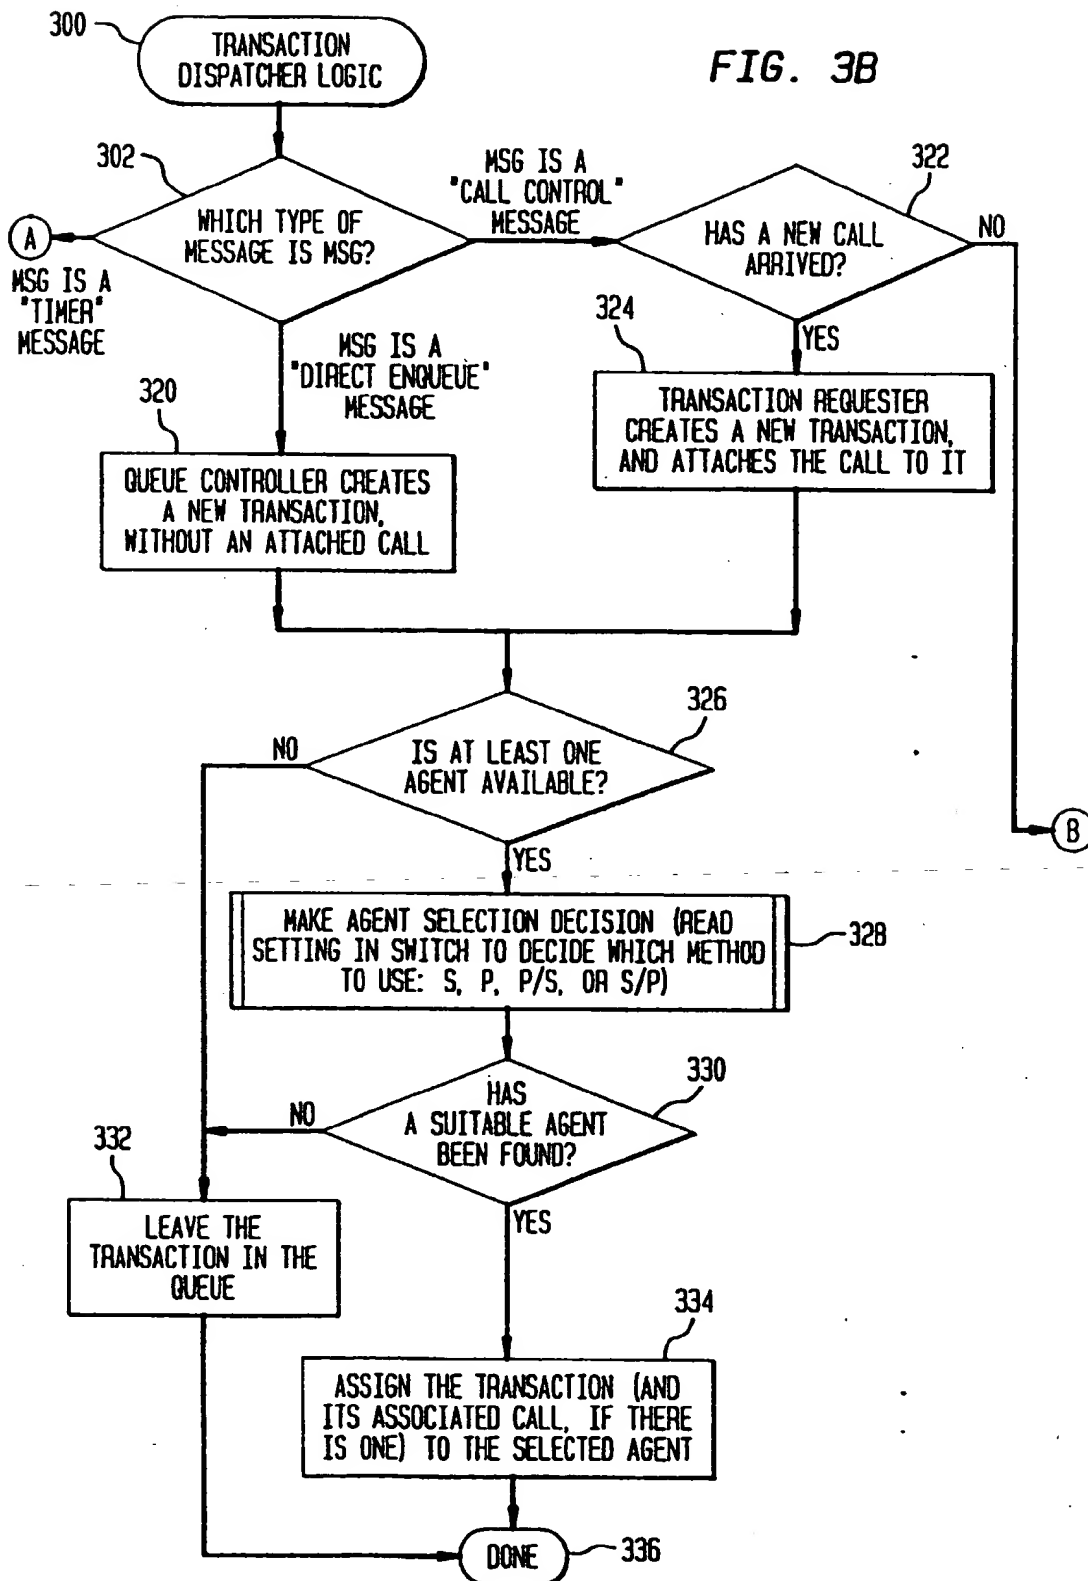 300
TRANSACTION
DISPATCHER LOGIC
FIG. 3B
302
WHICH TYPE OF
MESSAGE IS MSG?
A
MSG IS A
"TIMER"
MESSAGE
MSG IS A
"CALL CONTROL"
MESSAGE
322
HAS A NEW CALL
ARRIVED?
NO
YES
MSG IS A
"DIRECT ENQUEUE"
MESSAGE
324
TRANSACTION REQUESTER
CREATES A NEW TRANSACTION,
AND ATTACHES THE CALL TO IT
320
QUEUE CONTROLLER CREATES
A NEW TRANSACTION,
WITHOUT AN ATTACHED CALL
326
IS AT LEAST ONE
AGENT AVAILABLE?
NO
YES
B
MAKE AGENT SELECTION DECISION (READ
SETTING IN SWITCH TO DECIDE WHICH METHOD
TO USE: S, P, P/S, OR S/P)
328
330
HAS
A SUITABLE AGENT
BEEN FOUND?
NO
YES
332
LEAVE THE
TRANSACTION IN THE
QUEUE
334
ASSIGN THE TRANSACTION (AND
ITS ASSOCIATED CALL, IF THERE
IS ONE) TO THE SELECTED AGENT
DONE
336